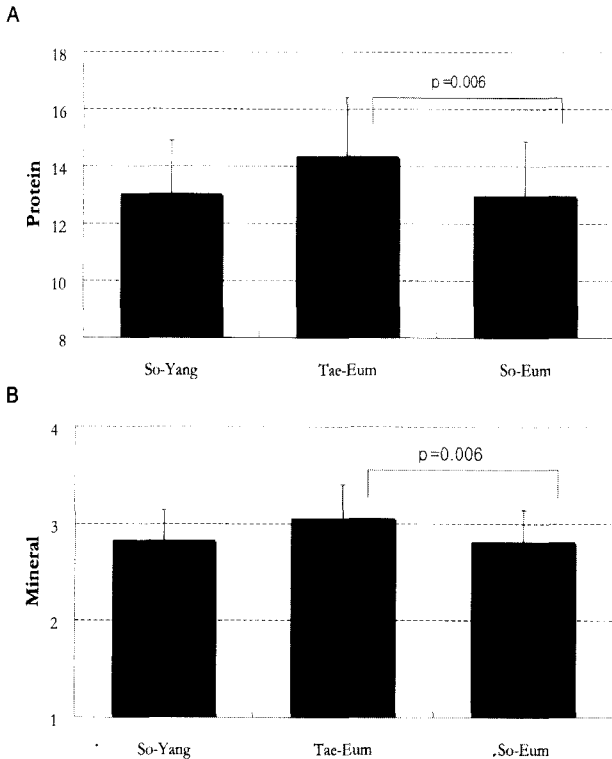 A
18
p=0.006
16
14
12
10
8
Protein
So-Yang Tae-Eum So-Eum
B
4
p=0.006
3
2
1
Mineral
So-Yang Tae-Eum So-Eum